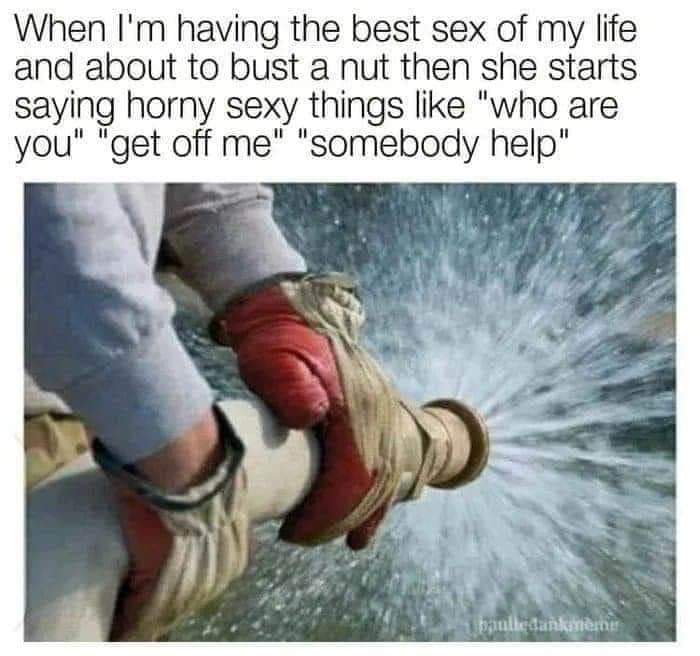 When I'm having the best sex of my life
and about to bust a nut then she starts
saying horny sexy things like "who are
you" "get off me" "somebody help"